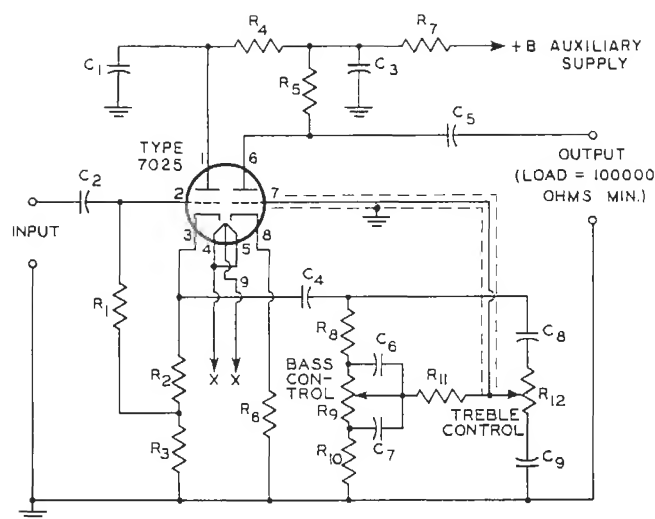 R4
R7
C1
C3
+B AUXILIARY
SUPPLY
R5
C5
TYPE
7025
1
6
OUTPUT
(LOAD = 100000
OHMS MIN.)
C2
2
7
INPUT
3
4
5
8
9
C4
R1
R8
C6
C8
BASS
CON-
TROL
R2
X
X
R11
R9
R12
TREBLE
CONTROL
R6
R3
C7
R10
C9